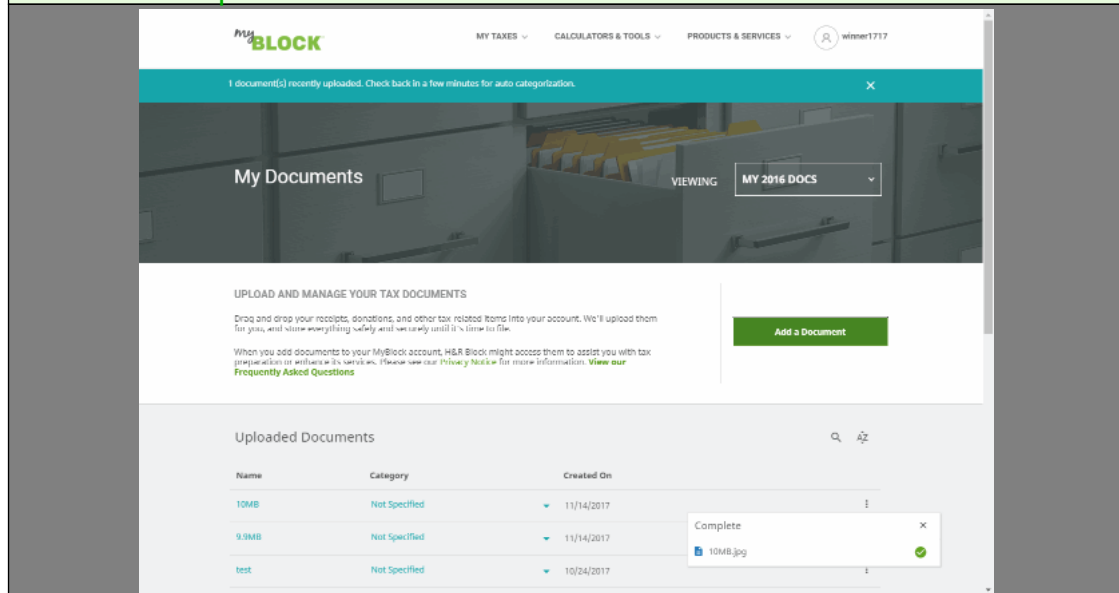 my BLOCK
MY TAXES
CALCULATORS & TOOLS
PRODUCTS & SERVICES
winner1717
1 document(s) recently uploaded. Check back in a few minutes for auto categorization.
My Documents
VIEWING
MY 2016 DOCS
UPLOAD AND MANAGE YOUR TAX DOCUMENTS
Drag and drop your receipts, donations, and other tax related items into your account. We'll upload them
for you, and store everything safely and securely until it's time to file.
Add a Document
When you add documents to your MyBlock account, H&R Block might access them to assist you with tax
preparation or enhance its services. Please see our Privacy Notice for more information. View our
Frequently Asked Questions
Uploaded Documents
AZ
Name Category Created On
10MB Not Specified 11/14/2017
9.9MB Not Specified 11/14/2017
Complete
10MB.jpg
test Not Specified 10/24/2017